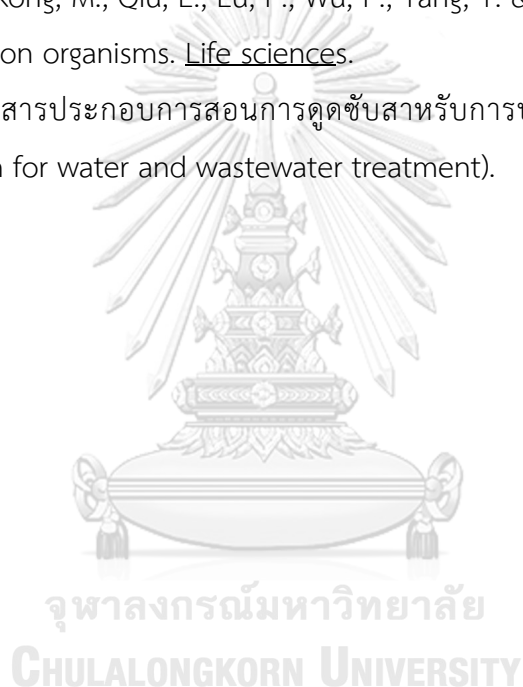 Kong, M., Qiu, L., Lu, P., Wu, P., Yang, Y. &
on organisms. Life sciences.
สารประกอบการสอนการดูดซับสาหรับการบ
for water and wastewater treatment).
จุฬาลงกรณ์มหาวิทยาลัย
CHULALONGKORN UNIVERSITY